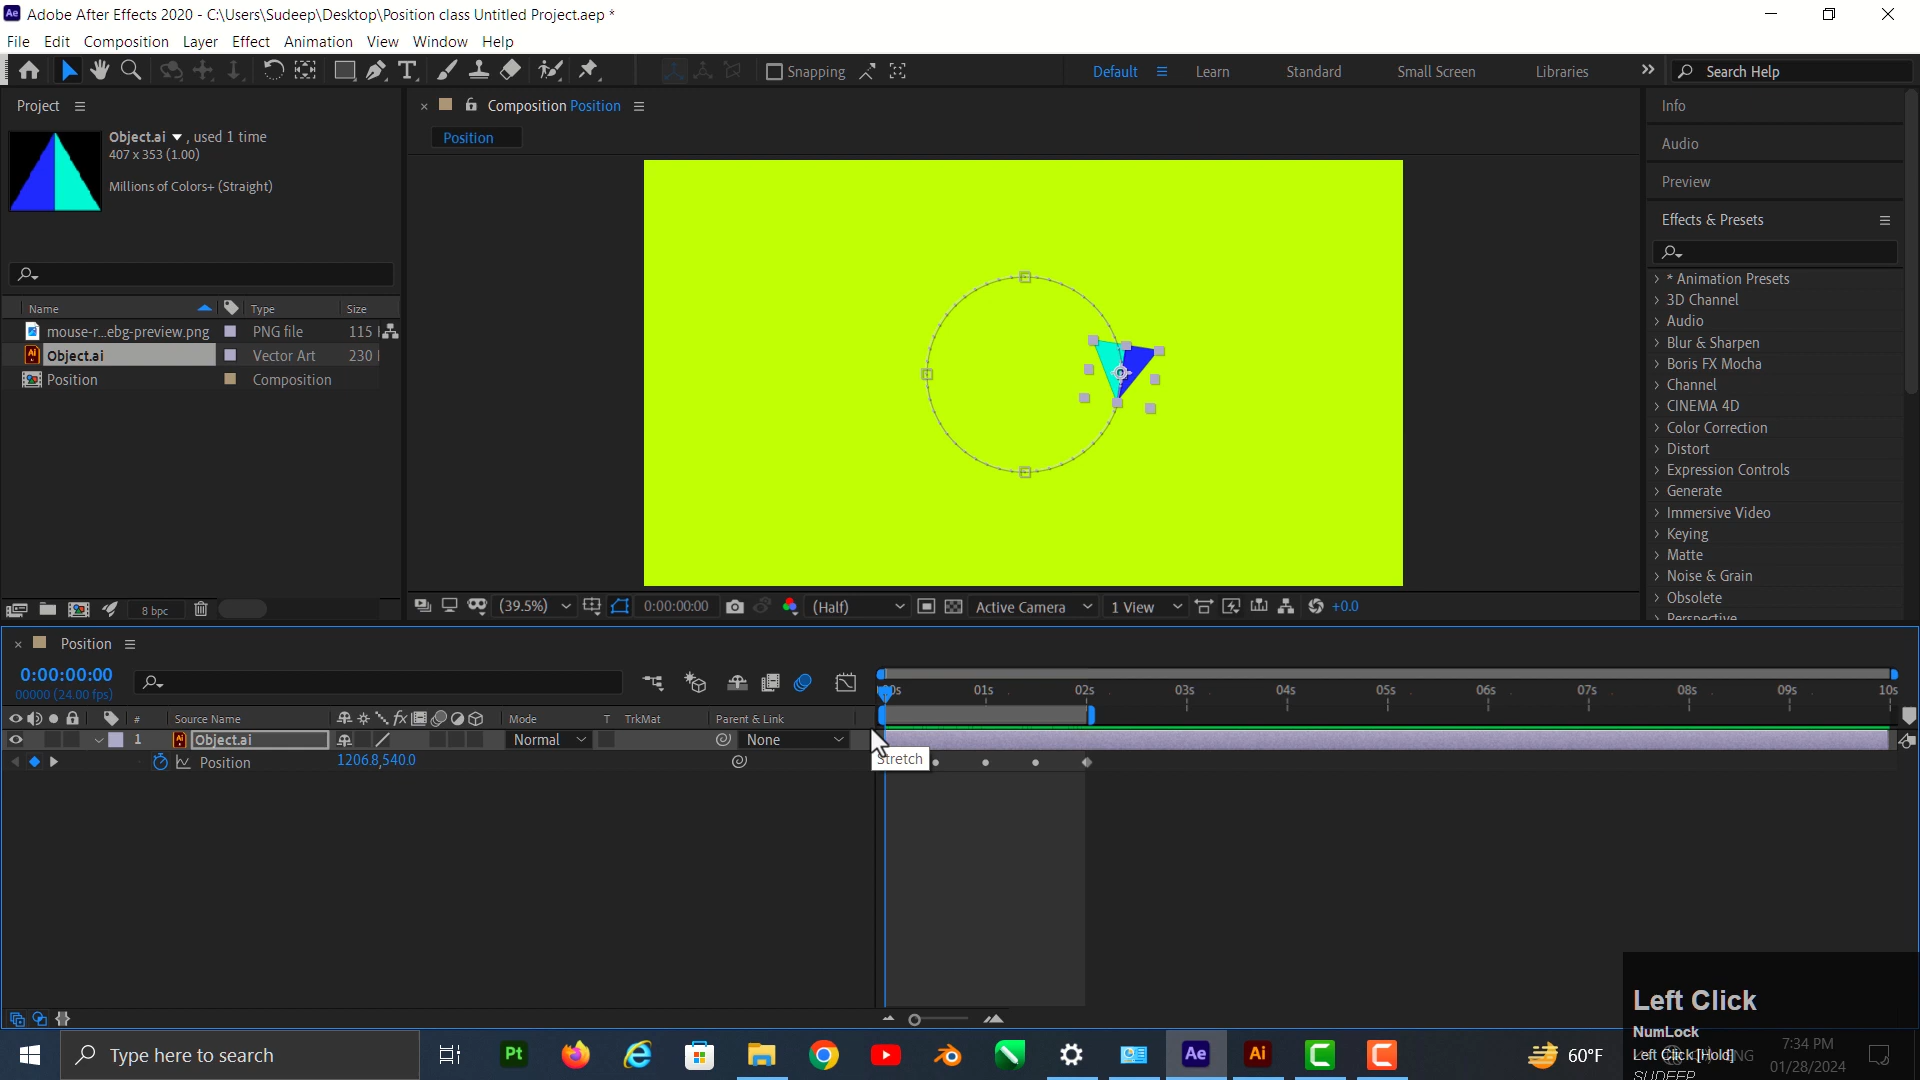 Adobe After Effects 2020 - C:\Users\Sudeep\Desktop\Position class Untitled Project.aep *
File Edit Composition Layer Effect Animation View Window Help
Snapping Default Learn Standard Small Screen Libraries Search Help
Project
Composition Position
Info
Object.ai , used 1 time
407 x 353 (1.00)
Millions of Colors+ (Straight)
Position
Audio
Preview
Effects & Presets
Name Type Size
mouse-r...ebg-preview.png PNG file 115
Object.ai Vector Art 230
Position Composition
* Animation Presets
3D Channel
Audio
Blur & Sharpen
Boris FX Mocha
Channel
CINEMA 4D
Color Correction
Distort
Expression Controls
Generate
Immersive Video
Keying
Matte
Noise & Grain
Obsolete
Perspective
8 bpc
(39.5%) 0:00:00:00 (Half) Active Camera 1 View +0.0
Position
0:00:00:00
00000 (24.00 fps)
01s 02s 03s 04s 05s 06s 07s 08s 09s 10s
# Source Name Mode T TrkMat Parent & Link
1 Object.ai Normal None
Position 1206.8,540.0
Stretch
Left Click
NumLock
Left Click [Hold]
SUDEEP
Type here to search
Pt
Ae
Ai
60°F
7:34 PM
01/28/2024